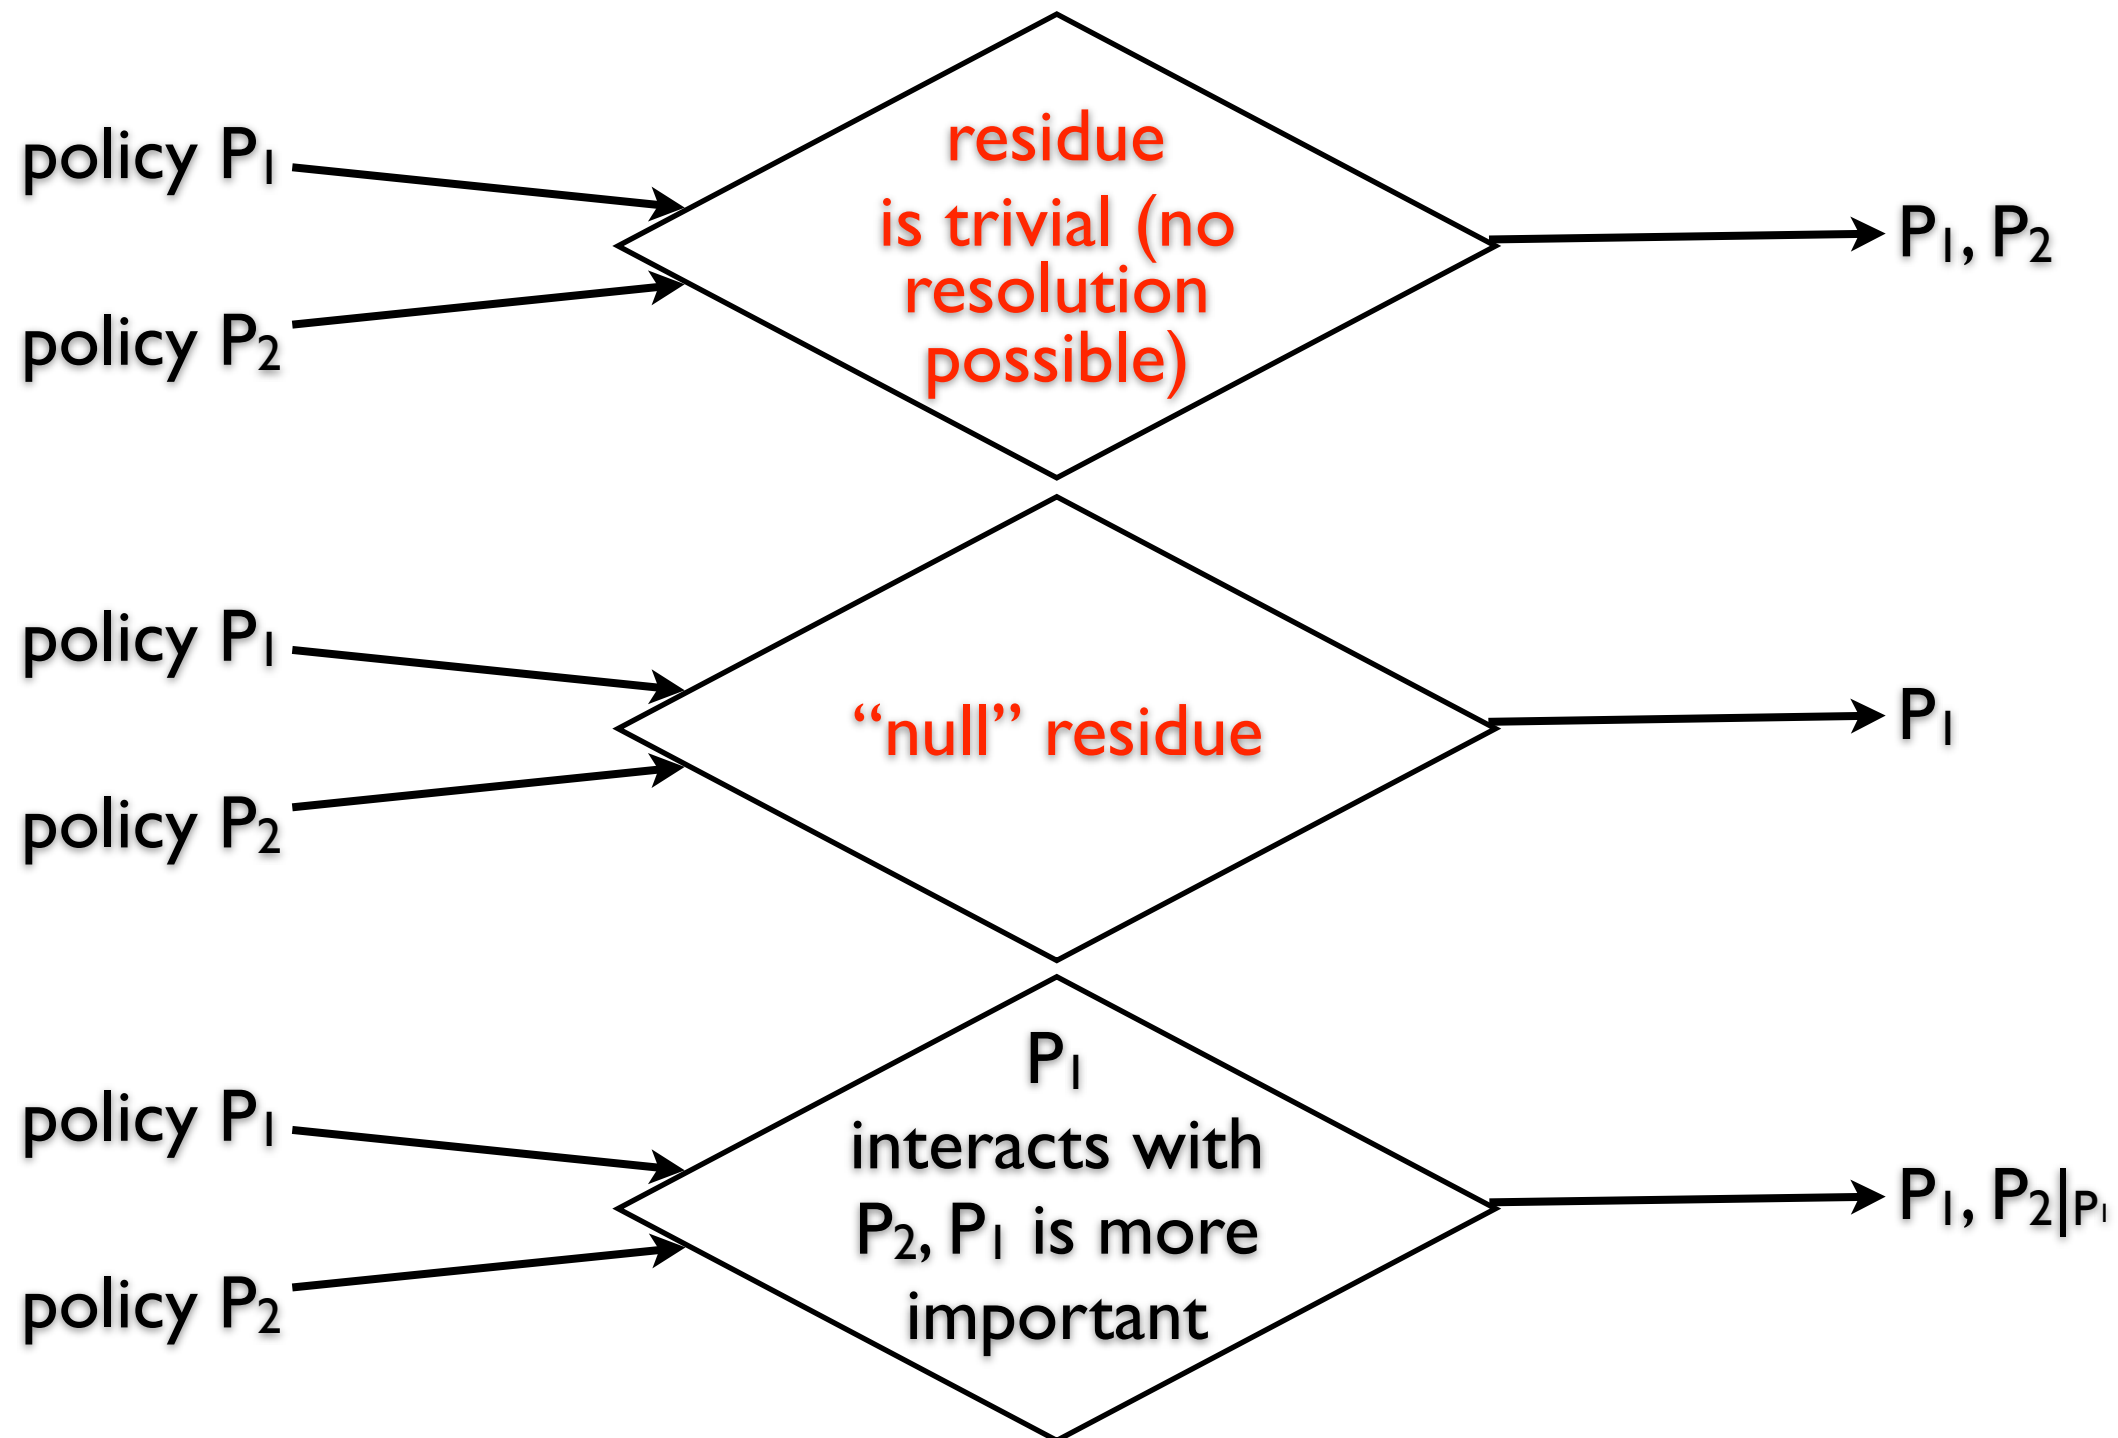 policy P₁
policy P₂
residue
is trivial (no
resolution
possible)
P₁, P₂
policy P₁
policy P₂
“null” residue
P₁
policy P₁
policy P₂
P₁
interacts with
P₂, P₁ is more
important
P₁, P₂|P₁